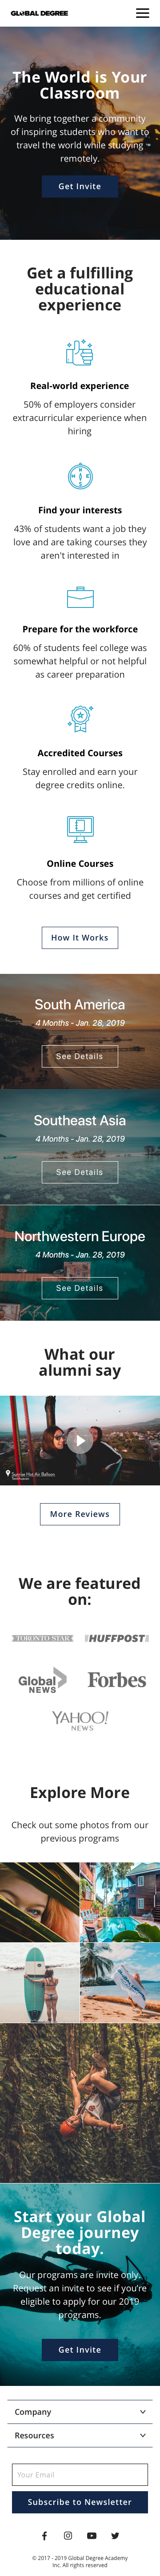 GLOBAL DEGREE
The World is Your
Classroom
We bring together a community
of inspiring students who want to
travel the world while studying
remotely.
Get Invite
Get a fulfilling
educational
experience
Real-world experience
50% of employers consider
extracurricular experience when
hiring
Find your interests
43% of students want a job they
love and are taking courses they
aren't interested in
Prepare for the workforce
60% of students feel college was
somewhat helpful or not helpful
as career preparation
Accredited Courses
Stay enrolled and earn your
degree credits online.
Online Courses
Choose from millions of online
courses and get certified
How It Works
South America
4 Months - Jan. 28, 2019
See Details
Southeast Asia
4 Months - Jan. 28, 2019
See Details
Northwestern Europe
4 Months - Jan. 28, 2019
See Details
What our
alumni say
Sunrise Hot Air Balloon
More Reviews
We are featured
on:
TORONTO STAR
HUFFPOST
Global
NEWS
Forbes
YAHOO!
NEWS
Explore More
Check out some photos from our
previous programs
Start your Global
Degree journey
today.
Our programs are invite only.
Request an invite to see if you're
eligible to apply for our 2019
programs.
Get Invite
Company
Resources
Your Email
Subscribe to Newsletter
© 2017 - 2019 Global Degree Academy
Inc. All rights reserved